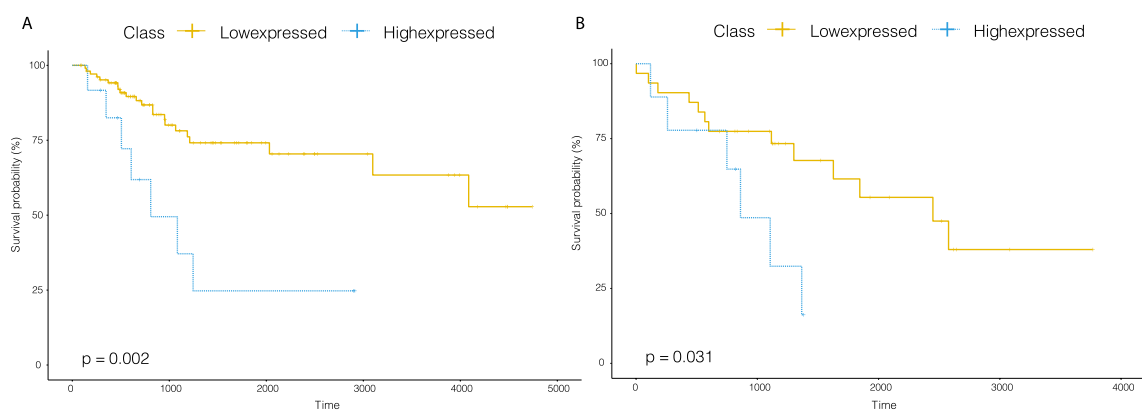 A
Class Lowexpressed Highexpressed
100
75
50
25
0
Survival probability (%)
p = 0.002
0 1000 2000 3000 4000 5000
Time
B
Class Lowexpressed Highexpressed
100
75
50
25
0
Survival probability (%)
p = 0.031
0 1000 2000 3000 4000
Time